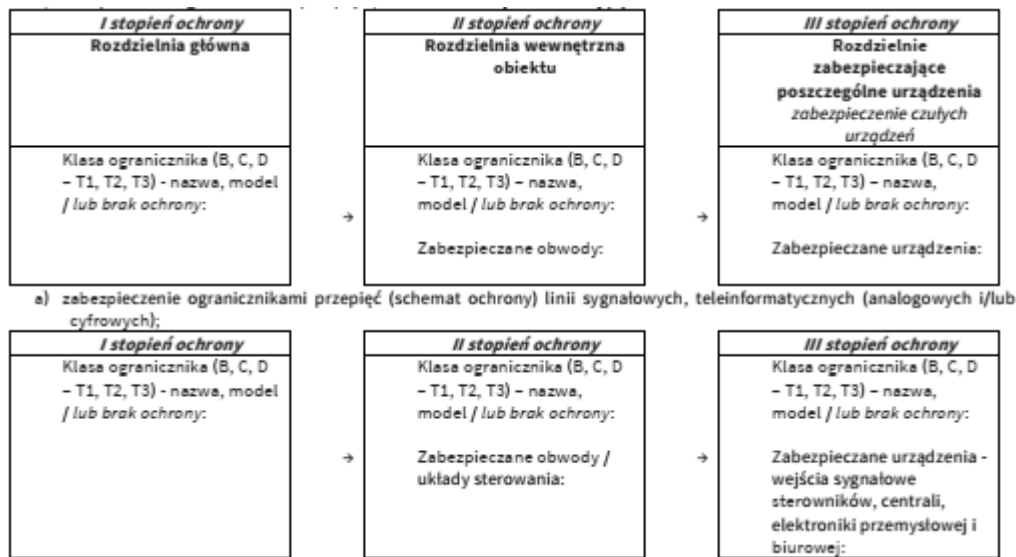 I stopień ochrony
Rozdzielnia główna
Klasa ogranicznika (B, C, D
– T1, T2, T3) - nazwa, model
/ lub brak ochrony:
→
II stopień ochrony
Rozdzielnia wewnętrzna
obiektu
Klasa ogranicznika (B, C, D
– T1, T2, T3) – nazwa,
model / lub brak ochrony:
Zabezpieczane obwody:
→
III stopień ochrony
Rozdzielnie
zabezpieczające
poszczególne urządzenia
zabezpieczenie czułych
urządzeń
Klasa ogranicznika (B, C, D
– T1, T2, T3) – nazwa,
model / lub brak ochrony:
Zabezpieczane urządzenia:
a) zabezpieczenie ogranicznikami przepięć (schemat ochrony) linii sygnałowych, teleinformatycznych (analogowych i/lub
cyfrowych);
I stopień ochrony
Klasa ogranicznika (B, C, D
– T1, T2, T3) - nazwa, model
/ lub brak ochrony:
→
II stopień ochrony
Klasa ogranicznika (B, C, D
– T1, T2, T3) – nazwa,
model / lub brak ochrony:
Zabezpieczane obwody /
układy sterowania:
→
III stopień ochrony
Klasa ogranicznika (B, C, D
– T1, T2, T3) – nazwa,
model / lub brak ochrony:
Zabezpieczane urządzenia -
wejścia sygnałowe
sterowników, centrali,
elektroniki przemysłowej i
biurowej: